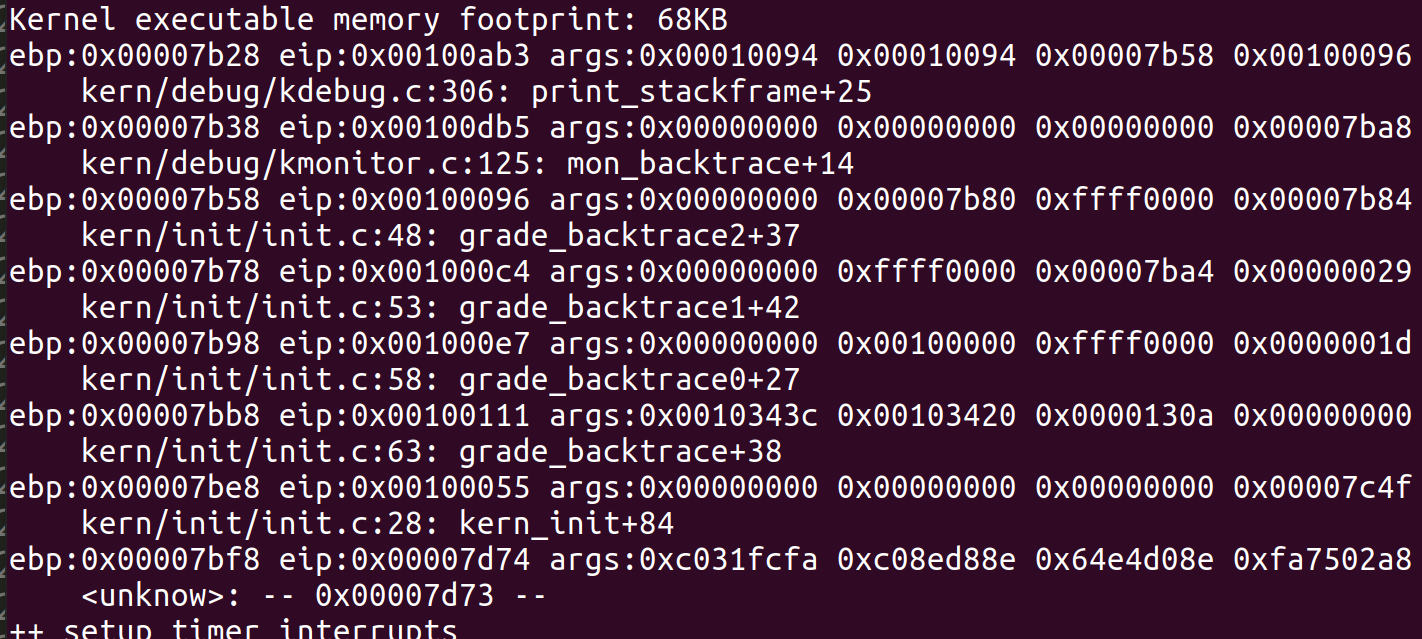 Kernel executable memory footprint: 68KB
ebp:0x00007b28 eip:0x00100ab3 args:0x00010094 0x00010094 0x00007b58 0x00100096
    kern/debug/kdebug.c:306: print_stackframe+25
ebp:0x00007b38 eip:0x00100db5 args:0x00000000 0x00000000 0x00000000 0x00007ba8
    kern/debug/kmonitor.c:125: mon_backtrace+14
ebp:0x00007b58 eip:0x00100096 args:0x00000000 0x00007b80 0xffff0000 0x00007b84
    kern/init/init.c:48: grade_backtrace2+37
ebp:0x00007b78 eip:0x001000c4 args:0x00000000 0xffff0000 0x00007ba4 0x00000029
    kern/init/init.c:53: grade_backtrace1+42
ebp:0x00007b98 eip:0x001000e7 args:0x00000000 0x00100000 0xffff0000 0x0000001d
    kern/init/init.c:58: grade_backtrace0+27
ebp:0x00007bb8 eip:0x00100111 args:0x0010343c 0x00103420 0x0000130a 0x00000000
    kern/init/init.c:63: grade_backtrace+38
ebp:0x00007be8 eip:0x00100055 args:0x00000000 0x00000000 0x00000000 0x00007c4f
    kern/init/init.c:28: kern_init+84
ebp:0x00007bf8 eip:0x00007d74 args:0xc031fcfa 0xc08ed88e 0x64e4d08e 0xfa7502a8
    <unknow>: -- 0x00007d73 --
++ setup timer interrupts